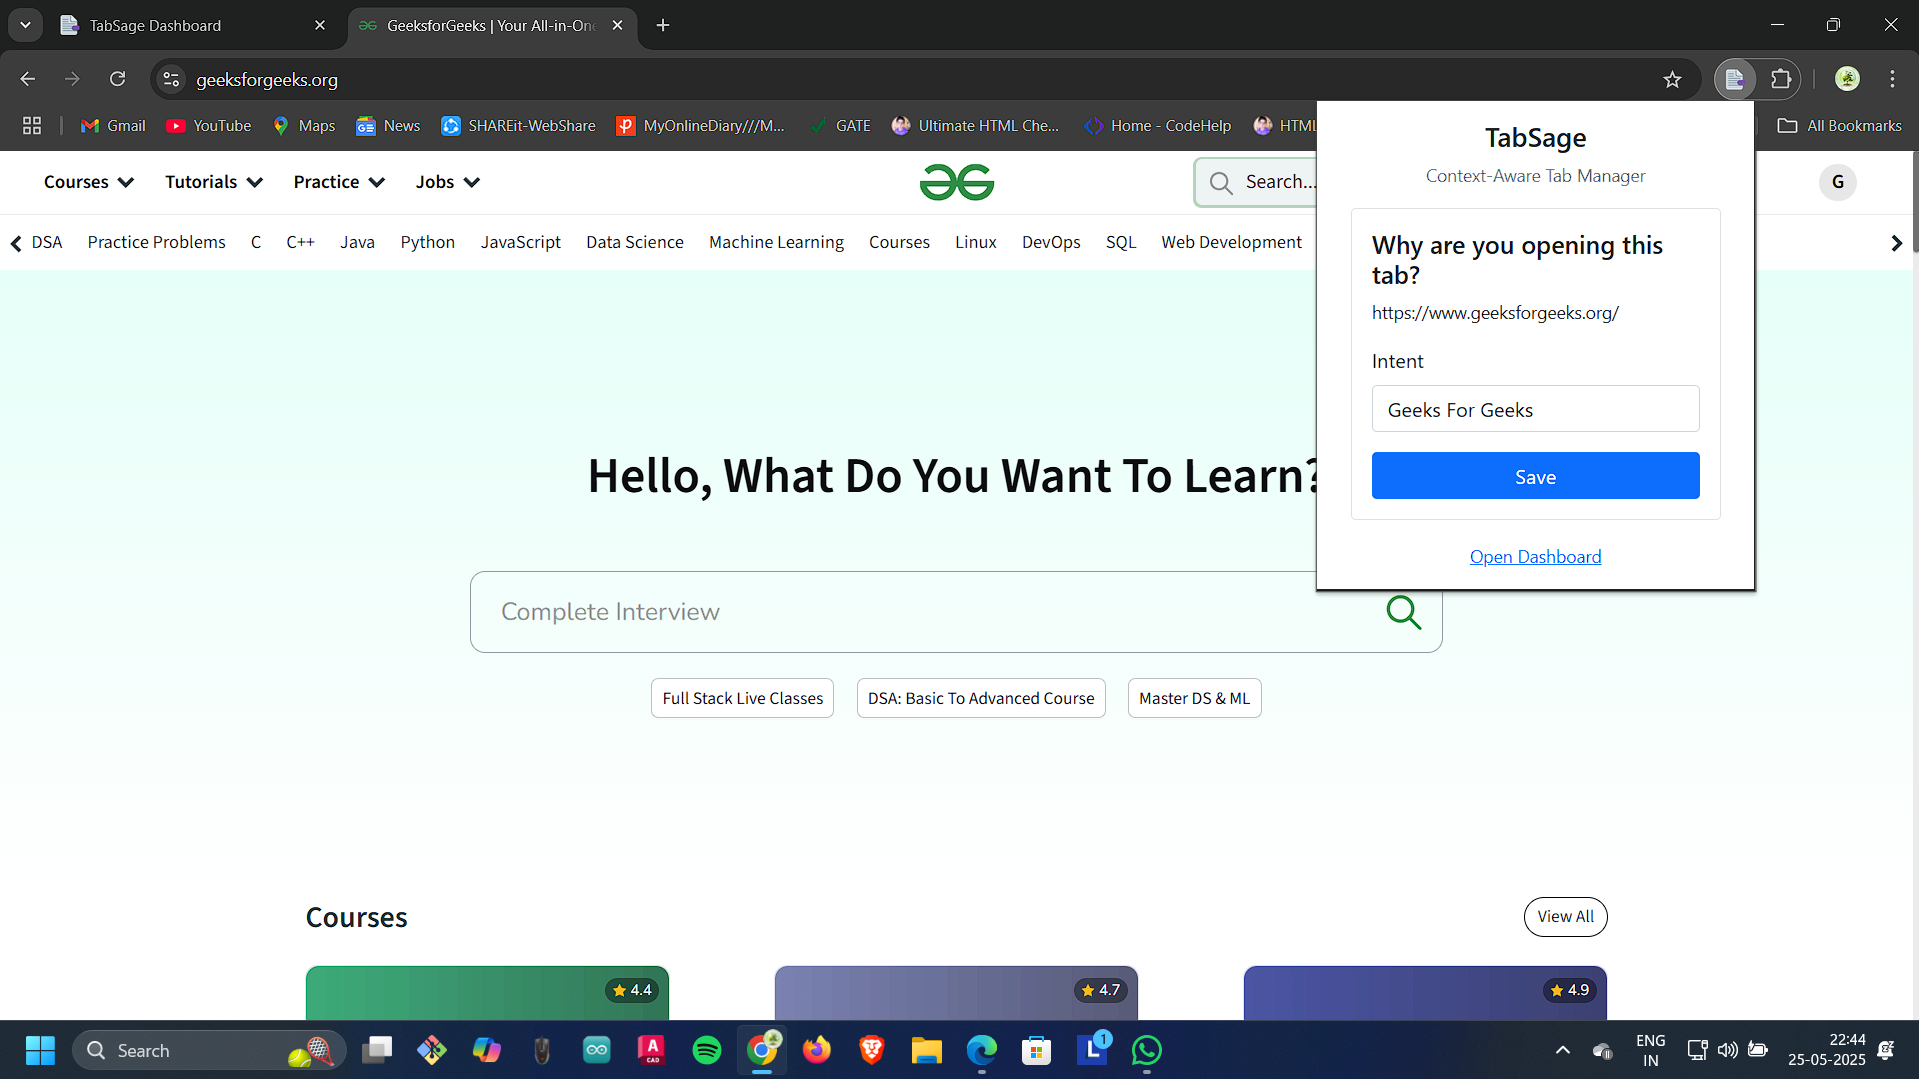 TabSage Dashboard
GeeksforGeeks | Your All-in-One
geeksforgeeks.org
Gmail YouTube Maps News SHAREit-WebShare MyOnlineDiary///M... GATE Ultimate HTML Che... Home - CodeHelp HTML All Bookmarks
Courses Tutorials Practice Jobs Search... G
DSA Practice Problems C C++ Java Python JavaScript Data Science Machine Learning Courses Linux DevOps SQL Web Development
TabSage
Context-Aware Tab Manager
Why are you opening this
tab?
https://www.geeksforgeeks.org/
Intent
Geeks For Geeks
Save
Open Dashboard
Hello, What Do You Want To Learn?
Complete Interview
Full Stack Live Classes DSA: Basic To Advanced Course Master DS & ML
Courses View All
4.4 4.7 4.9
Search A CAD L 1 ENG 22:44
IN 25-05-2025